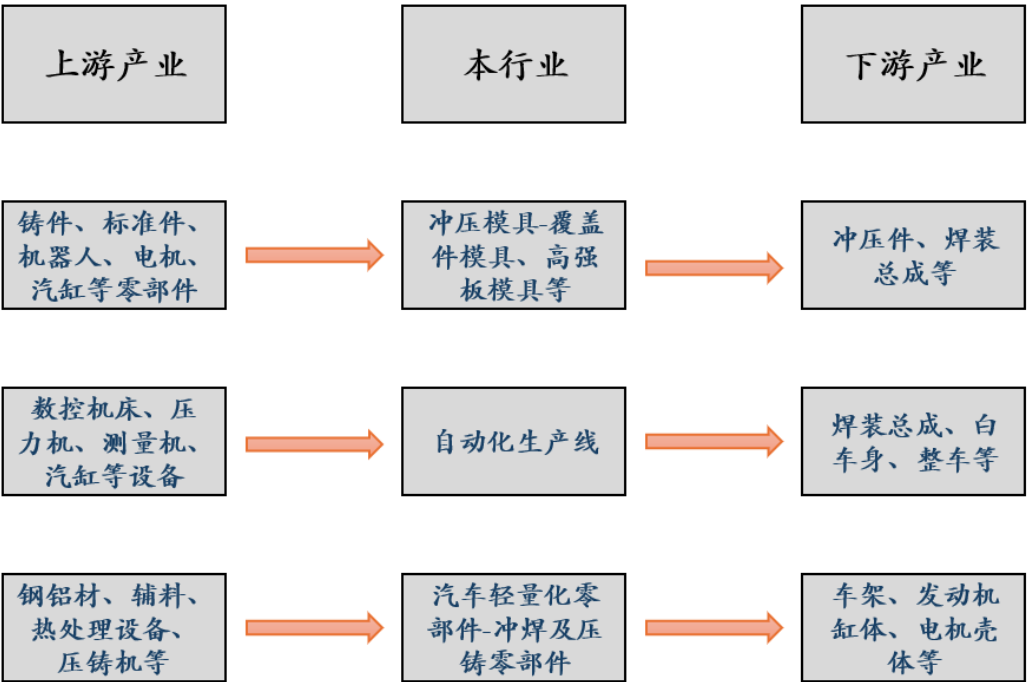 上游产业
本行业
下游产业
铸件、标准件、
机器人、电机、
汽缸等零部件
冲压模具-覆盖
件模具、高强
板模具等
冲压件、焊装
总成等
数控机床、压
力机、测量机、
汽缸等设备
自动化生产线
焊装总成、白
车身、整车等
钢铝材、辅料、
热处理设备、
压铸机等
汽车轻量化零
部件-冲焊及压
铸零部件
车架、发动机
缸体、电机壳
体等